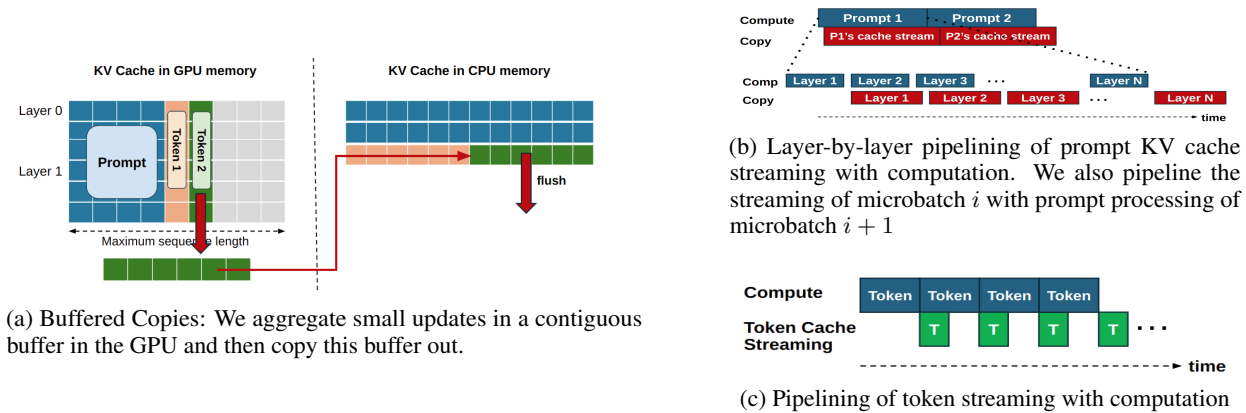 KV Cache in GPU memory
KV Cache in CPU memory
Layer 0
Layer 1
Prompt
Token 1
Token 2
flush
Maximum sequence length
(a) Buffered Copies: We aggregate small updates in a contiguous
buffer in the GPU and then copy this buffer out.
Compute
Prompt 1
Prompt 2
Copy
P1's cache stream
P2's cache stream
Comp
Layer 1
Layer 2
Layer 3
...
Layer N
Copy
Layer 1
Layer 2
Layer 3
...
Layer N
time
(b) Layer-by-layer pipelining of prompt KV cache
streaming with computation. We also pipeline the
streaming of microbatch i with prompt processing of
microbatch i + 1
Compute
Token
Token
Token
Token
Token Cache
Streaming
T
T
T
T
...
time
(c) Pipelining of token streaming with computation